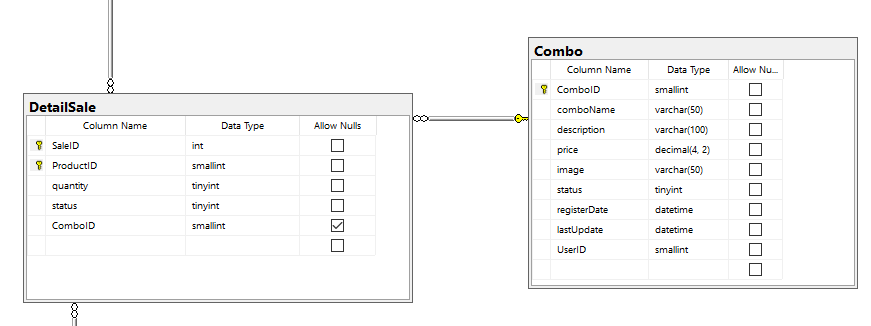 DetailSale
Column Name Data Type Allow Nulls
SaleID int
ProductID smallint
quantity tinyint
status tinyint
ComboID smallint
Combo
Column Name Data Type Allow Nu...
ComboID smallint
comboName varchar(50)
description varchar(100)
price decimal(4, 2)
image varchar(50)
status tinyint
registerDate datetime
lastUpdate datetime
UserID smallint